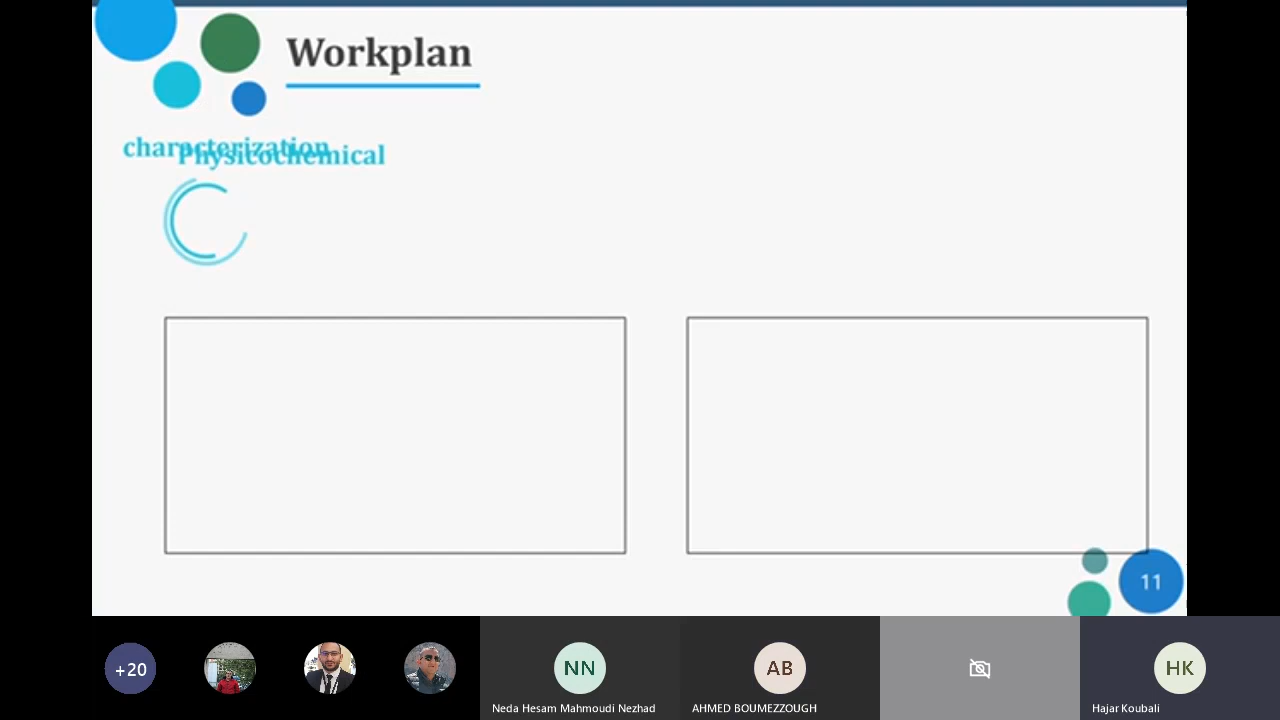 Workplan
characterization
Physicochemical
11
+20
NN
AB
HK
Neda Hesam Mahmoudi Nezhad
AHMED BOUMEZZOUGH
Hajar Koubali